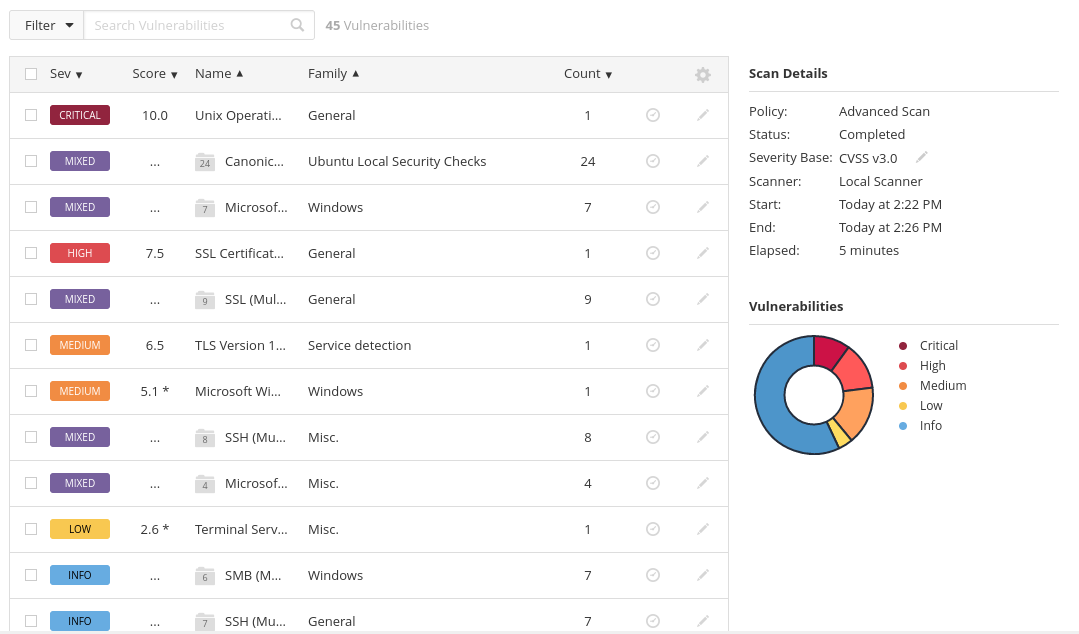 Filter Search Vulnerabilities 45 Vulnerabilities
Sev ▼ Score ▼ Name ▲ Family ▲ Count ▼
CRITICAL 10.0 Unix Operati... General 1
MIXED ... 24 Canonic... Ubuntu Local Security Checks 24
MIXED ... 7 Microsof... Windows 7
HIGH 7.5 SSL Certificat... General 1
MIXED ... 9 SSL (Mul... General 9
MEDIUM 6.5 TLS Version 1... Service detection 1
MEDIUM 5.1 * Microsoft Wi... Windows 1
MIXED ... 8 SSH (Mu... Misc. 8
MIXED ... 4 Microsof... Misc. 4
LOW 2.6 * Terminal Serv... Misc. 1
INFO ... 6 SMB (M... Windows 7
INFO ... 7 SSH (Mu... General 7
Scan Details
Policy: Advanced Scan
Status: Completed
Severity Base: CVSS v3.0
Scanner: Local Scanner
Start: Today at 2:22 PM
End: Today at 2:26 PM
Elapsed: 5 minutes
Vulnerabilities
Critical
High
Medium
Low
Info